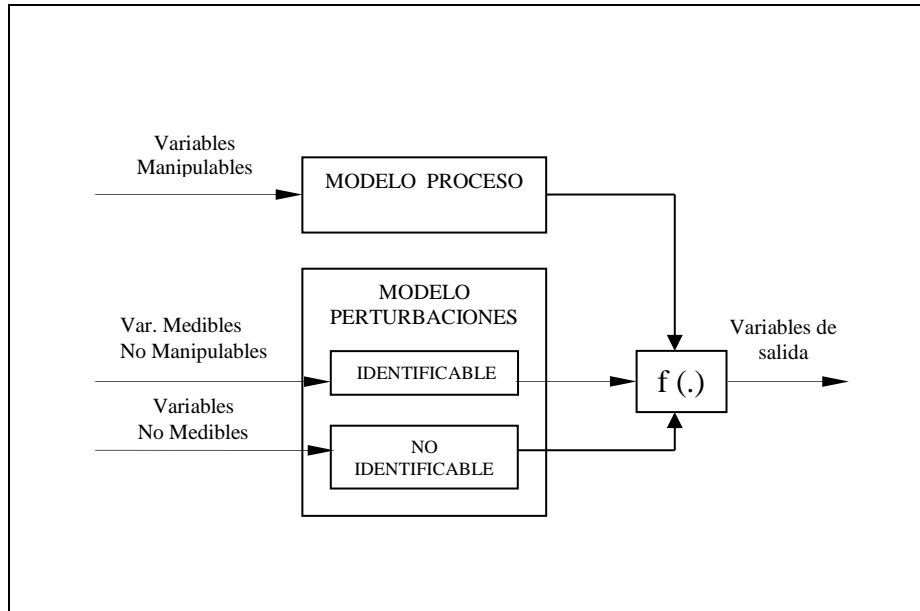 Variables
Manipulables
MODELO PROCESO
MODELO
PERTURBACIONES
Var. Medibles
No Manipulables
IDENTIFICABLE
Variables
No Medibles
NO
IDENTIFICABLE
f (.)
Variables de
salida